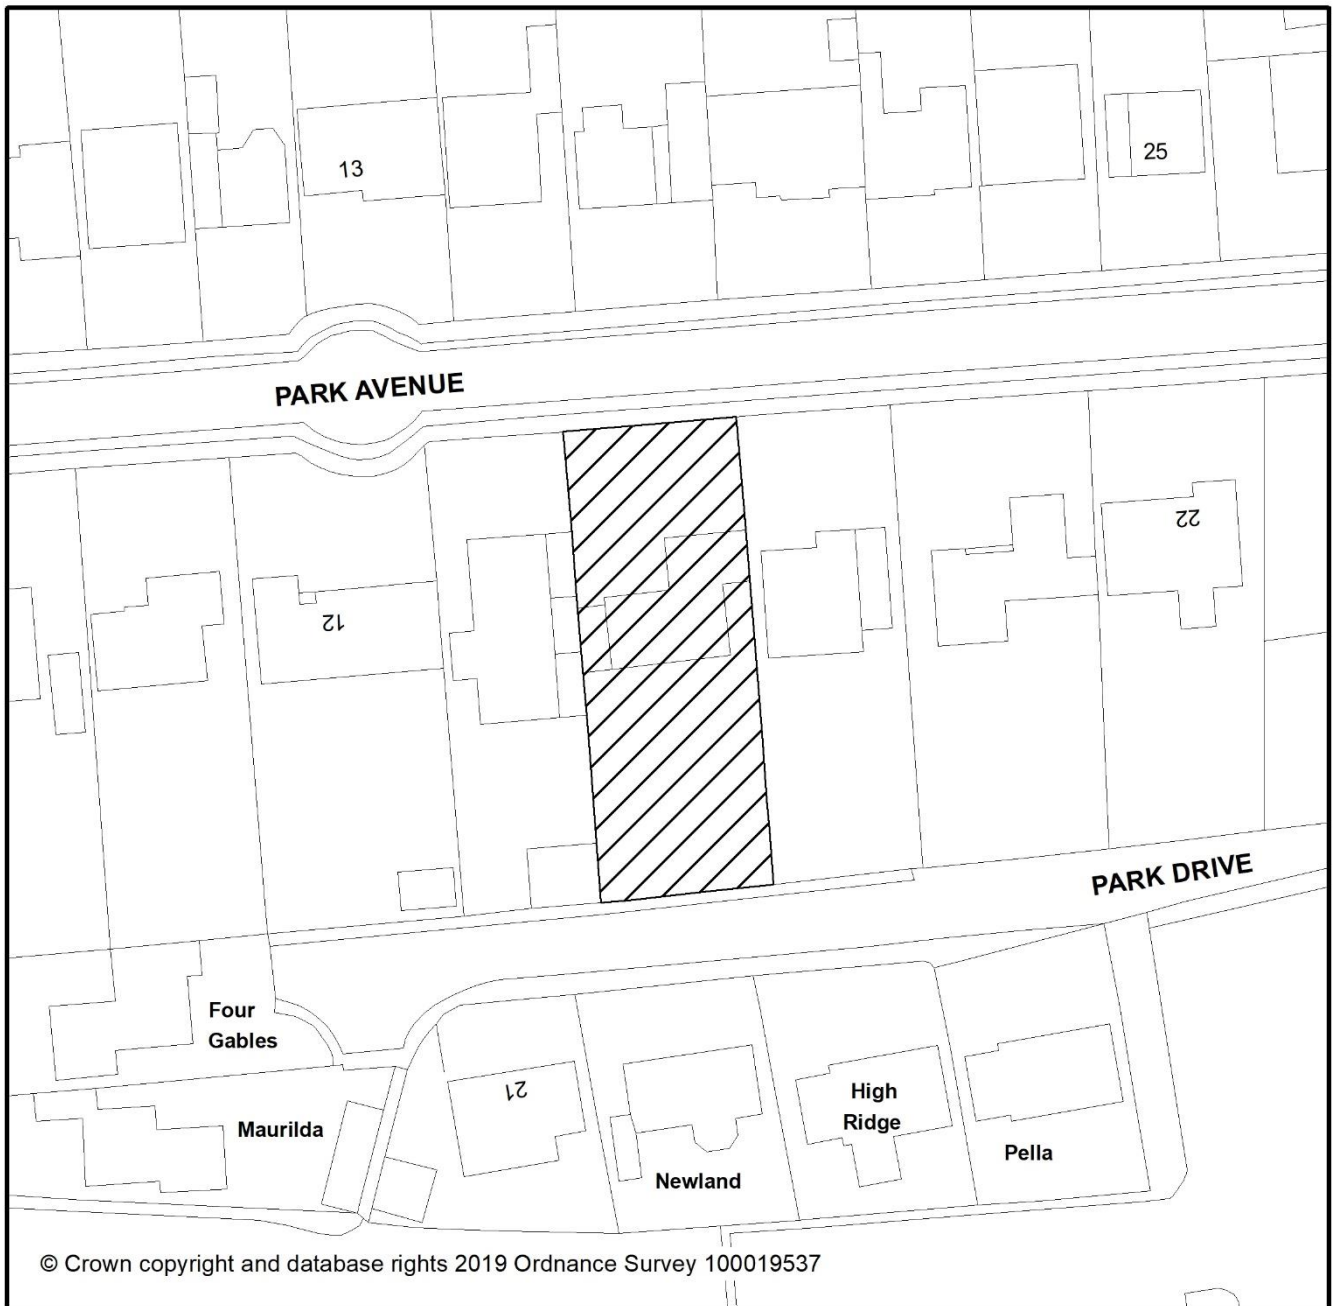 13
25
PARK AVENUE
22
12
PARK DRIVE
Four
Gables
21
High
Ridge
Maurilda
Pella
Newland
© Crown copyright and database rights 2019 Ordnance Survey 100019537